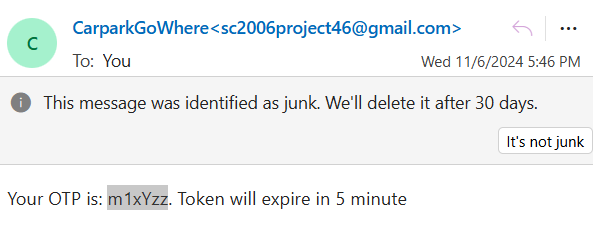 C
CarparkGoWhere<sc2006project46@gmail.com>
To: You
Wed 11/6/2024 5:46 PM
This message was identified as junk. We'll delete it after 30 days.
It's not junk
Your OTP is: m1xYzz. Token will expire in 5 minute